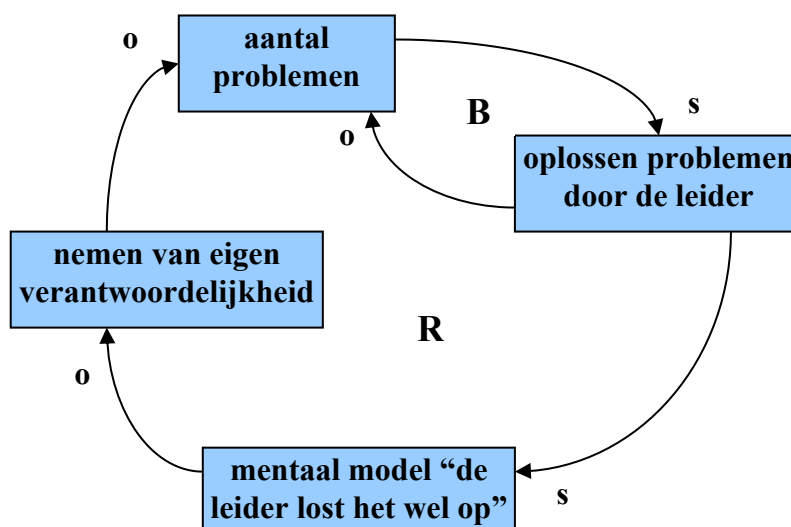 o
aantal
problemen
B
s
o
oplossen problemen
door de leider
nemen van eigen
verantwoordelijkheid
R
o
mentaal model “de
leider lost het wel op”
s